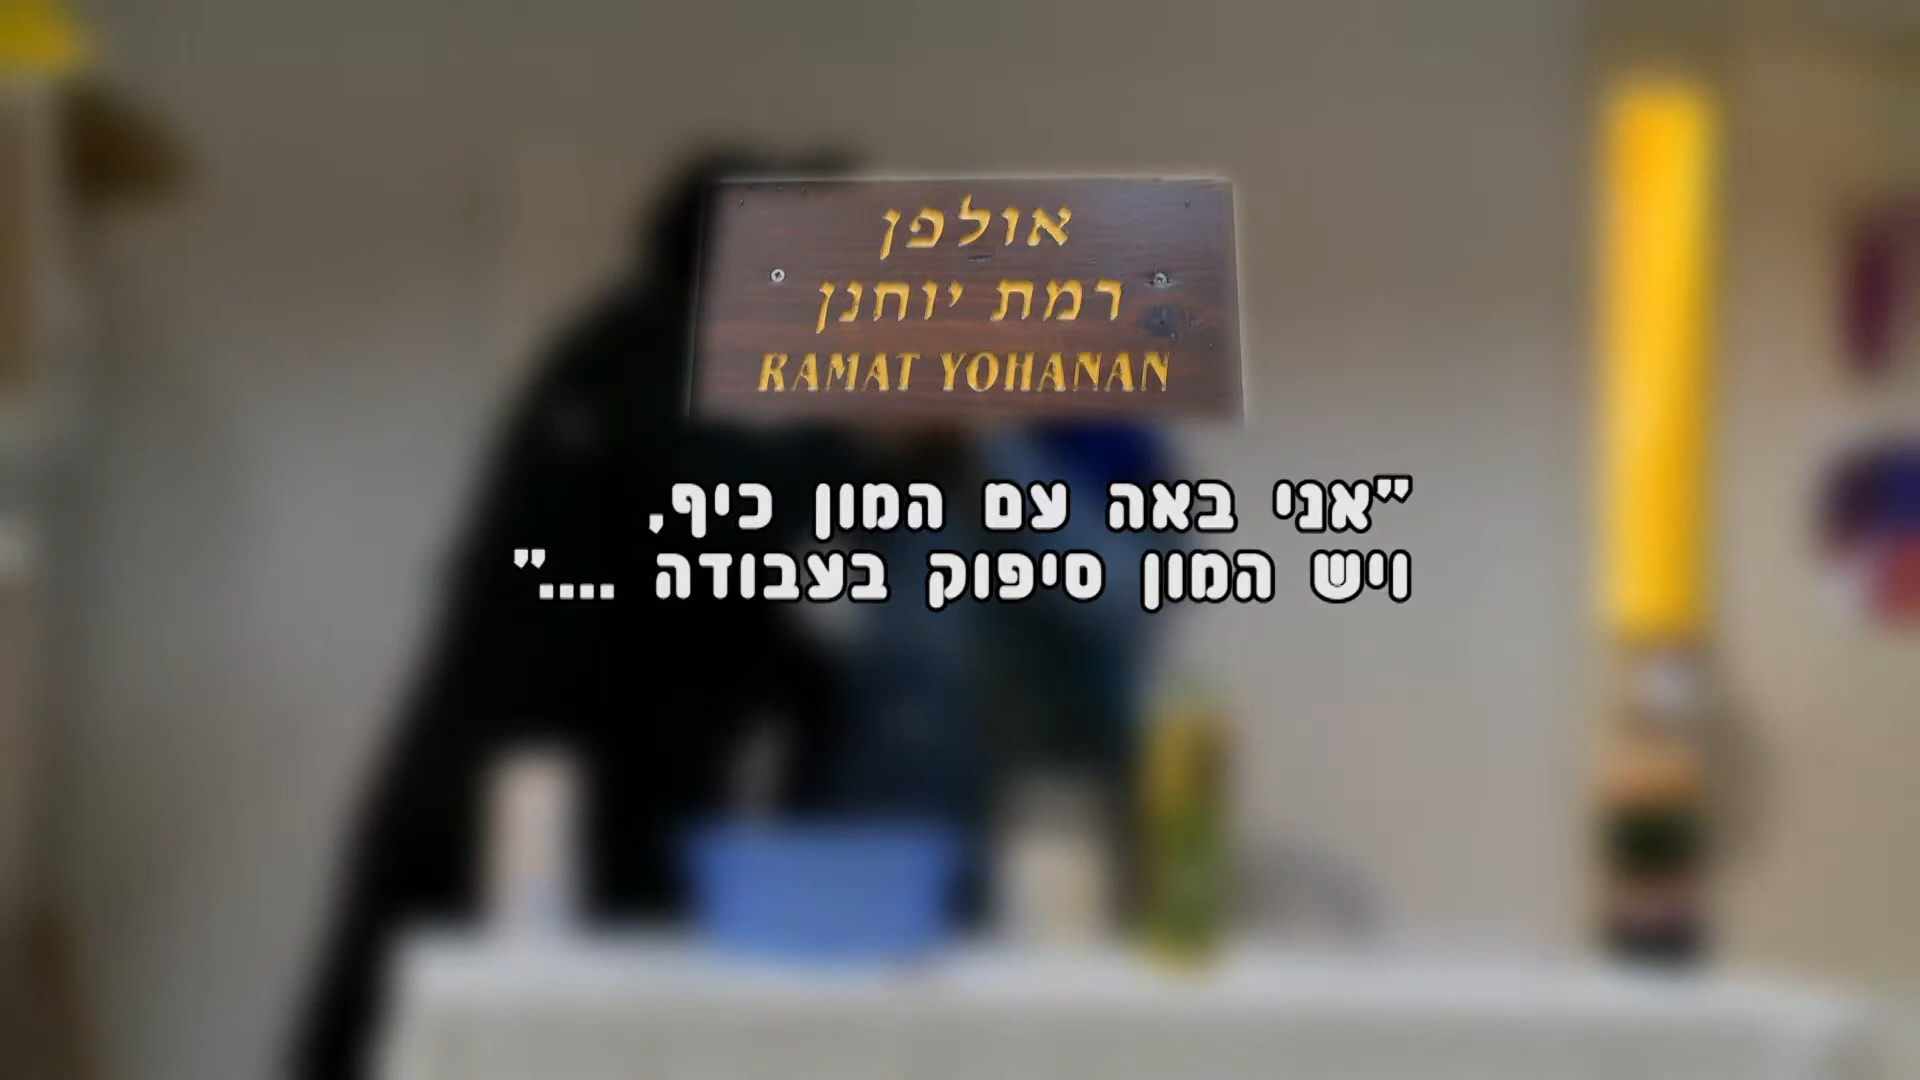 אולפן
רמת יוחנן
RAMAT YOHANAN
"אני באה עם המון כיף,
ויש המון סיפוק בעבודה ...."